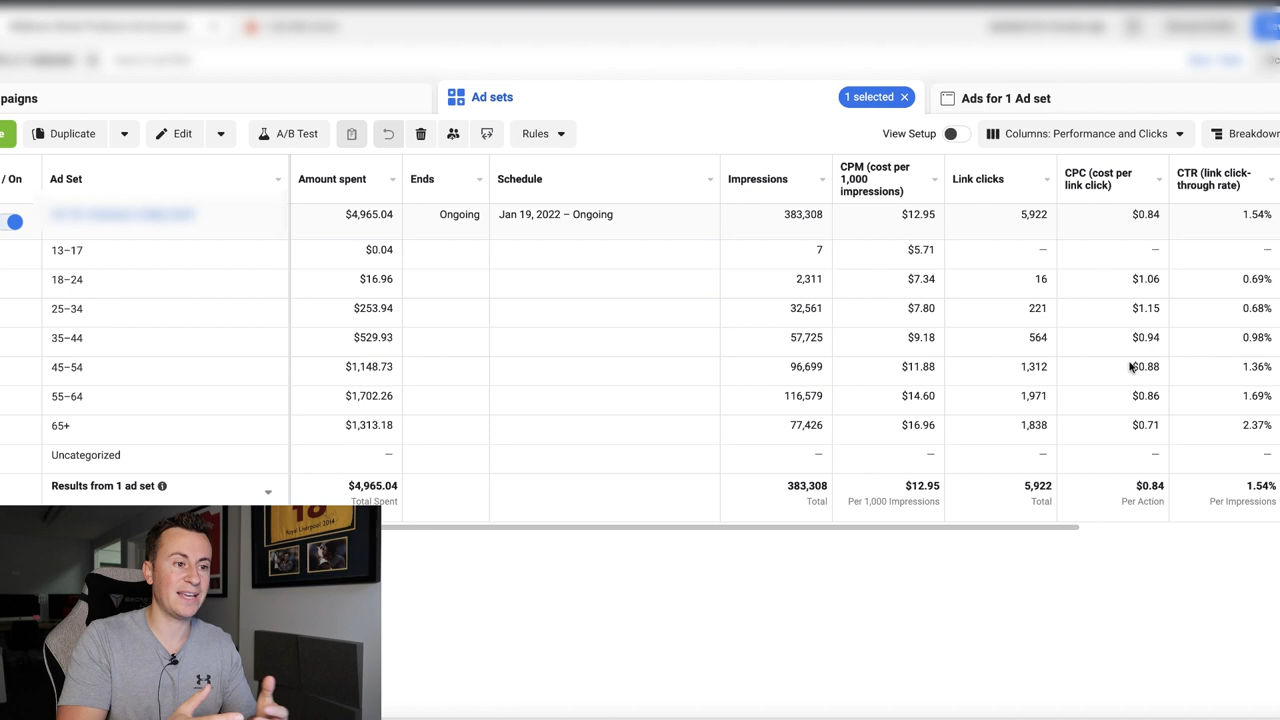 paigns
Ad sets
1 selected ×
Ads for 1 Ad set
e
Duplicate
Edit
A/B Test
Rules
View Setup
Columns: Performance and Clicks
Breakdown
/ On
Ad Set
Amount spent
Ends
Schedule
Impressions
CPM (cost per
1,000
impressions)
Link clicks
CPC (cost per
link click)
CTR (link click-
through rate)
$4,965.04 Ongoing Jan 19, 2022 – Ongoing 383,308 $12.95 5,922 $0.84 1.54%
13–17 $0.04 7 $5.71 — — —
18–24 $16.96 2,311 $7.34 16 $1.06 0.69%
25–34 $253.94 32,561 $7.80 221 $1.15 0.68%
35–44 $529.93 57,725 $9.18 564 $0.94 0.98%
45–54 $1,148.73 96,699 $11.88 1,312 $0.88 1.36%
55–64 $1,702.26 116,579 $14.60 1,971 $0.86 1.69%
65+ $1,313.18 77,426 $16.96 1,838 $0.71 2.37%
Uncategorized — — — — — —
Results from 1 ad set $4,965.04 383,308 $12.95 5,922 $0.84 1.54%
Total Spent Total Per 1,000 Impressions Total Per Action Per Impressions